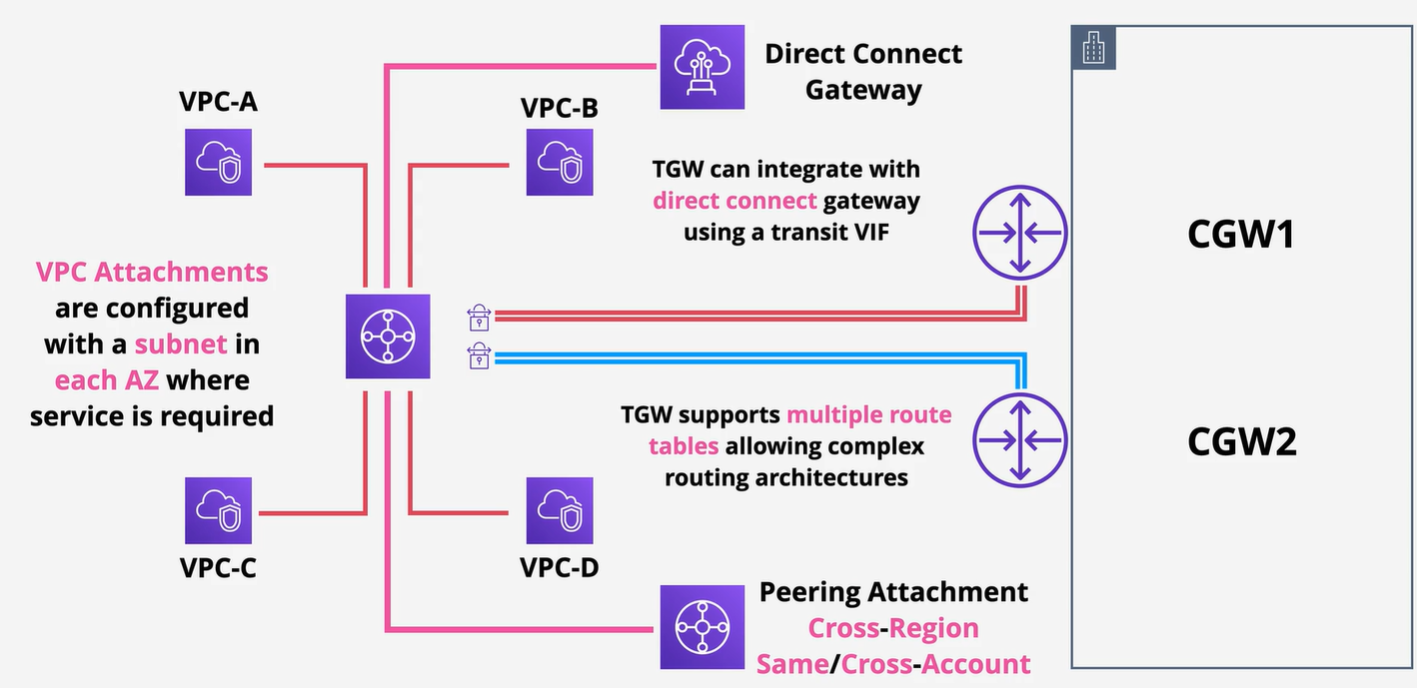 Direct Connect
Gateway
VPC-A
VPC-B
TGW can integrate with
direct connect gateway
using a transit VIF
CGW1
VPC Attachments
are configured
with a subnet in
each AZ where
service is required
TGW supports multiple route
tables allowing complex
routing architectures
CGW2
VPC-C
VPC-D
Peering Attachment
Cross-Region
Same/Cross-Account